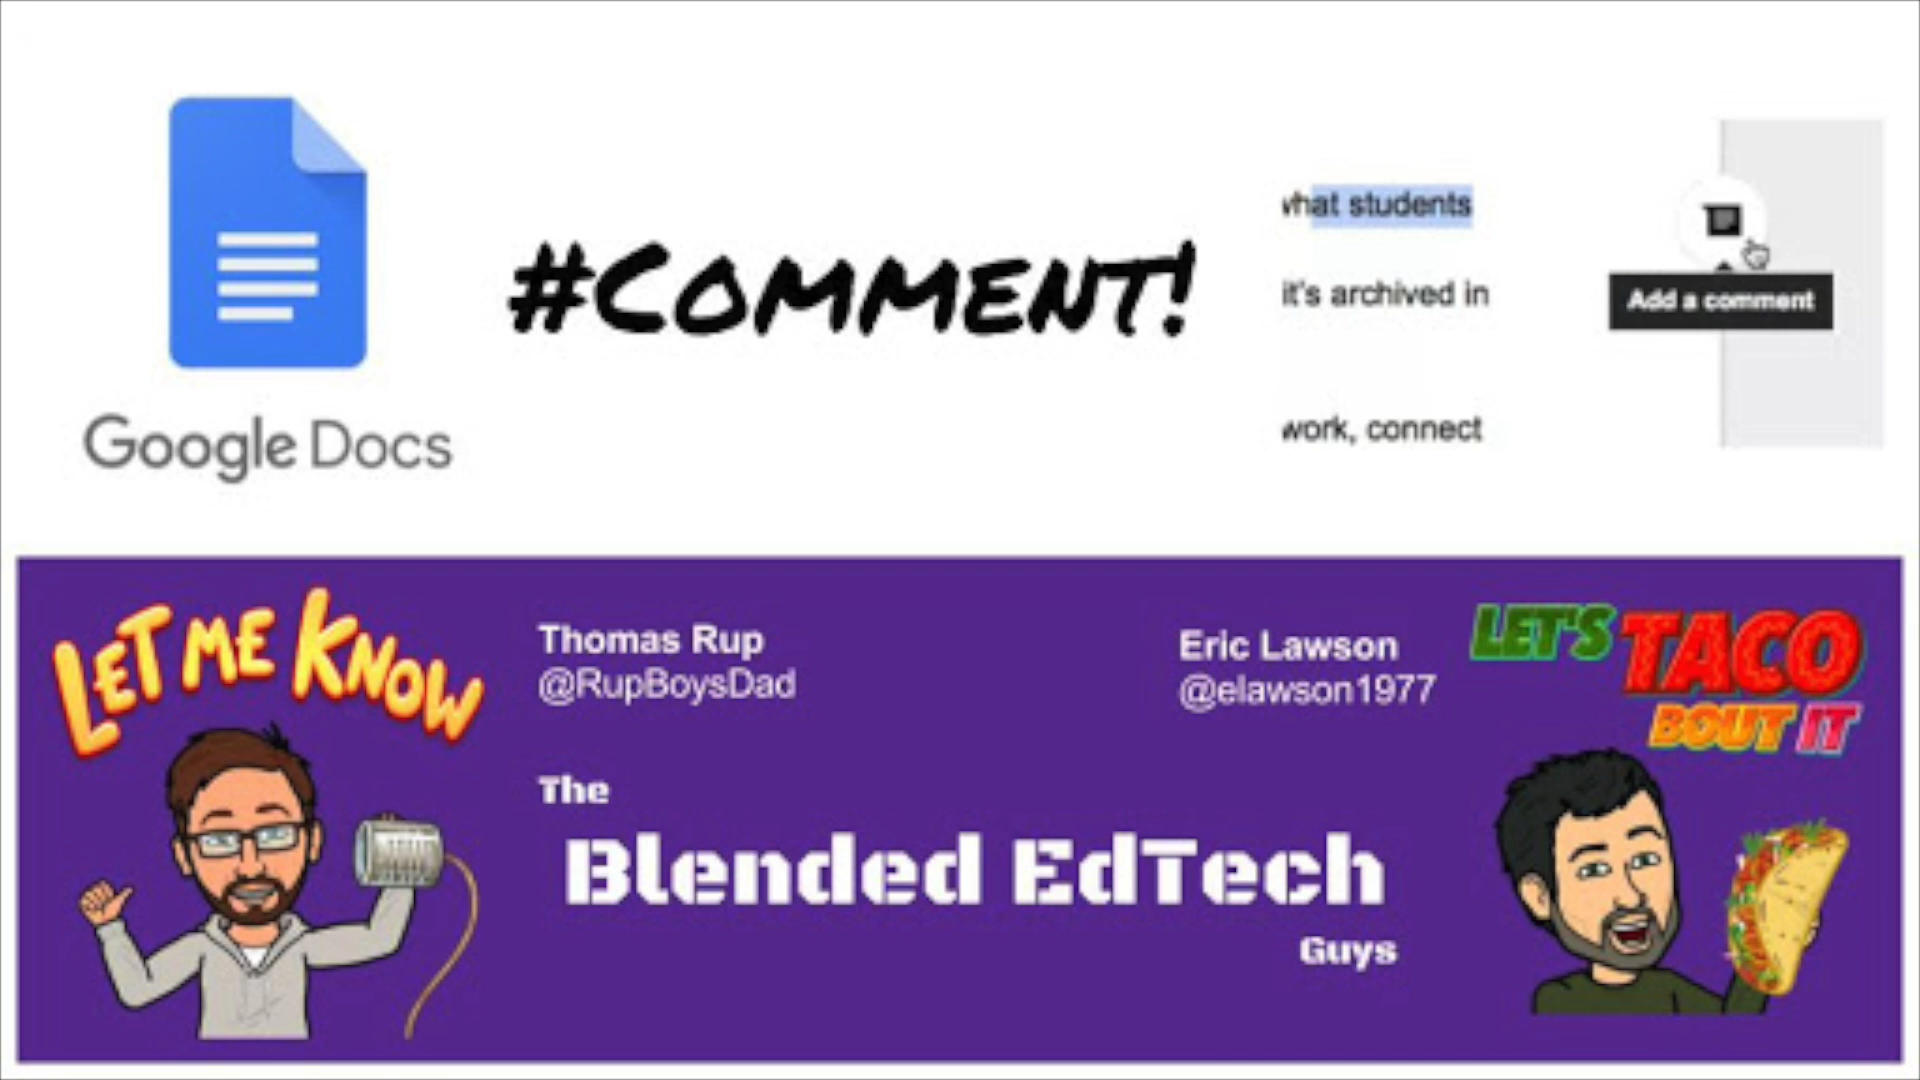 Google Docs
#Comment!
what students
it's archived in
work, connect
Add a comment
LET ME KNOW
Thomas Rup
@RupBoysDad
Eric Lawson
@elawson1977
LET'S TACO
BOUT IT
The
Blended EdTech
Guys